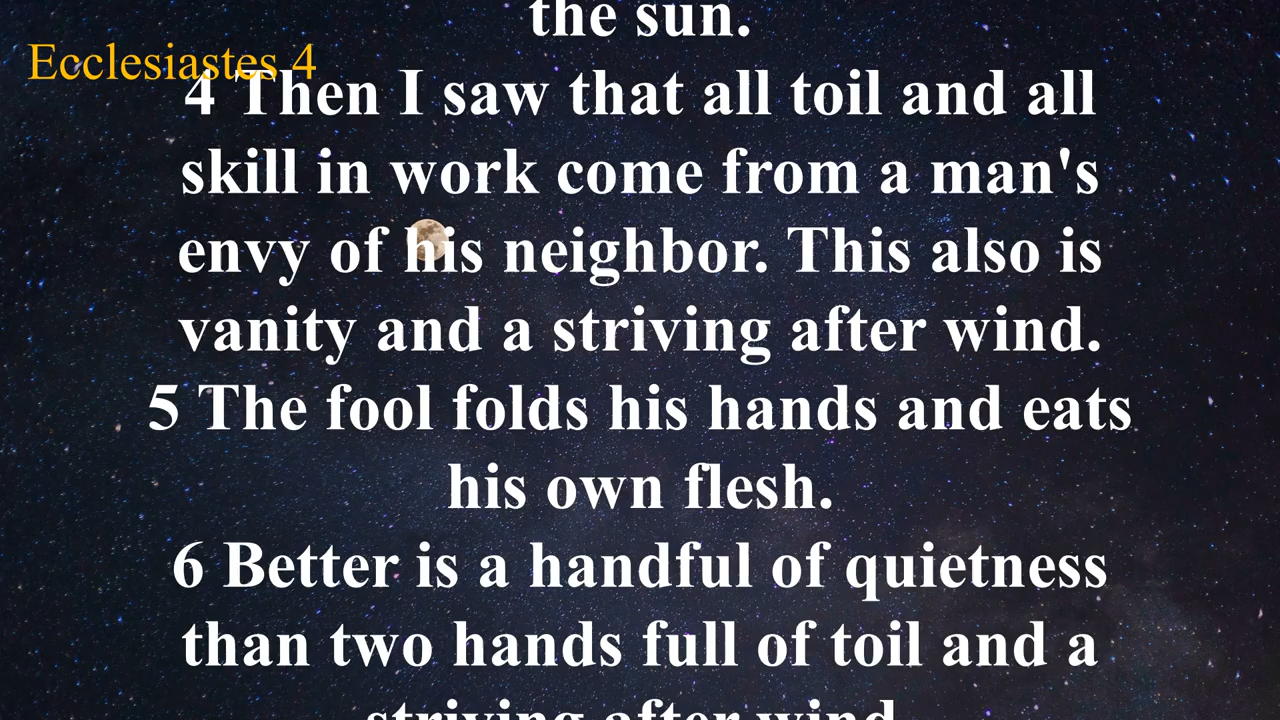 the sun.
Ecclesiastes 4
4 Then I saw that all toil and all
skill in work come from a man's
envy of his neighbor. This also is
vanity and a striving after wind.
5 The fool folds his hands and eats
his own flesh.
6 Better is a handful of quietness
than two hands full of toil and a
striving after wind.